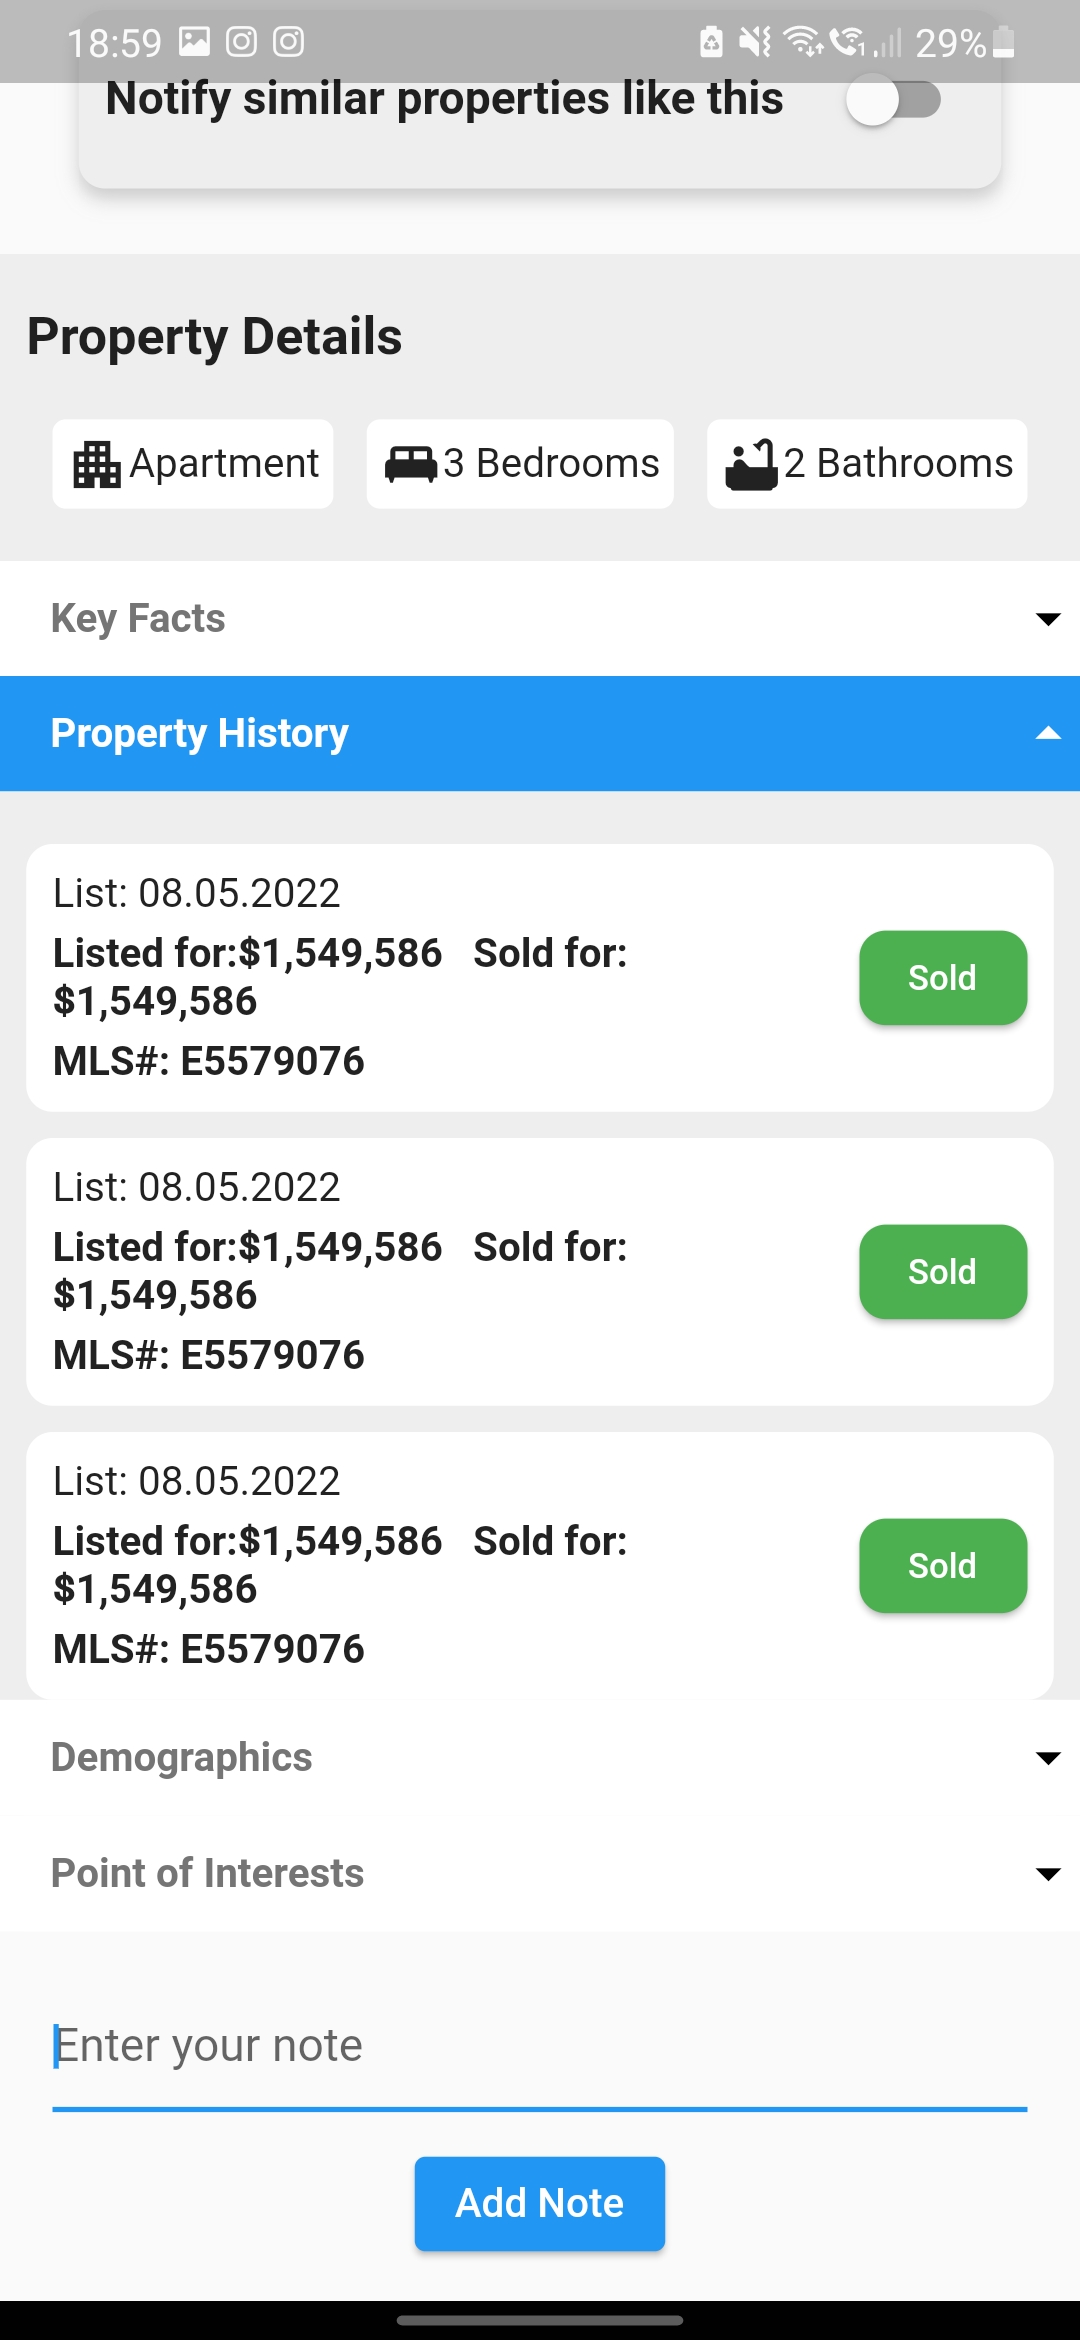 18:59 29%
Notify similar properties like this
Property Details
Apartment 3 Bedrooms 2 Bathrooms
Key Facts
Property History
List: 08.05.2022
Listed for:$1,549,586 Sold for:
$1,549,586
MLS#: E5579076
Sold
List: 08.05.2022
Listed for:$1,549,586 Sold for:
$1,549,586
MLS#: E5579076
Sold
List: 08.05.2022
Listed for:$1,549,586 Sold for:
$1,549,586
MLS#: E5579076
Sold
Demographics
Point of Interests
Enter your note
Add Note